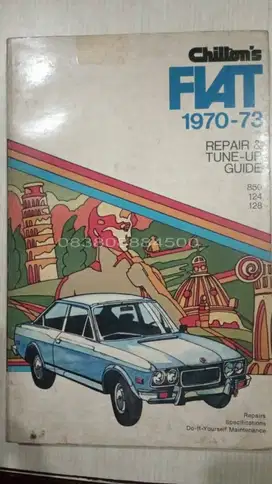 Chilton's
FIAT
1970-73
REPAIR &
TUNE-UP
GUIDE
850
124
128
Repairs
Specifications
Do-It-Yourself Maintenance